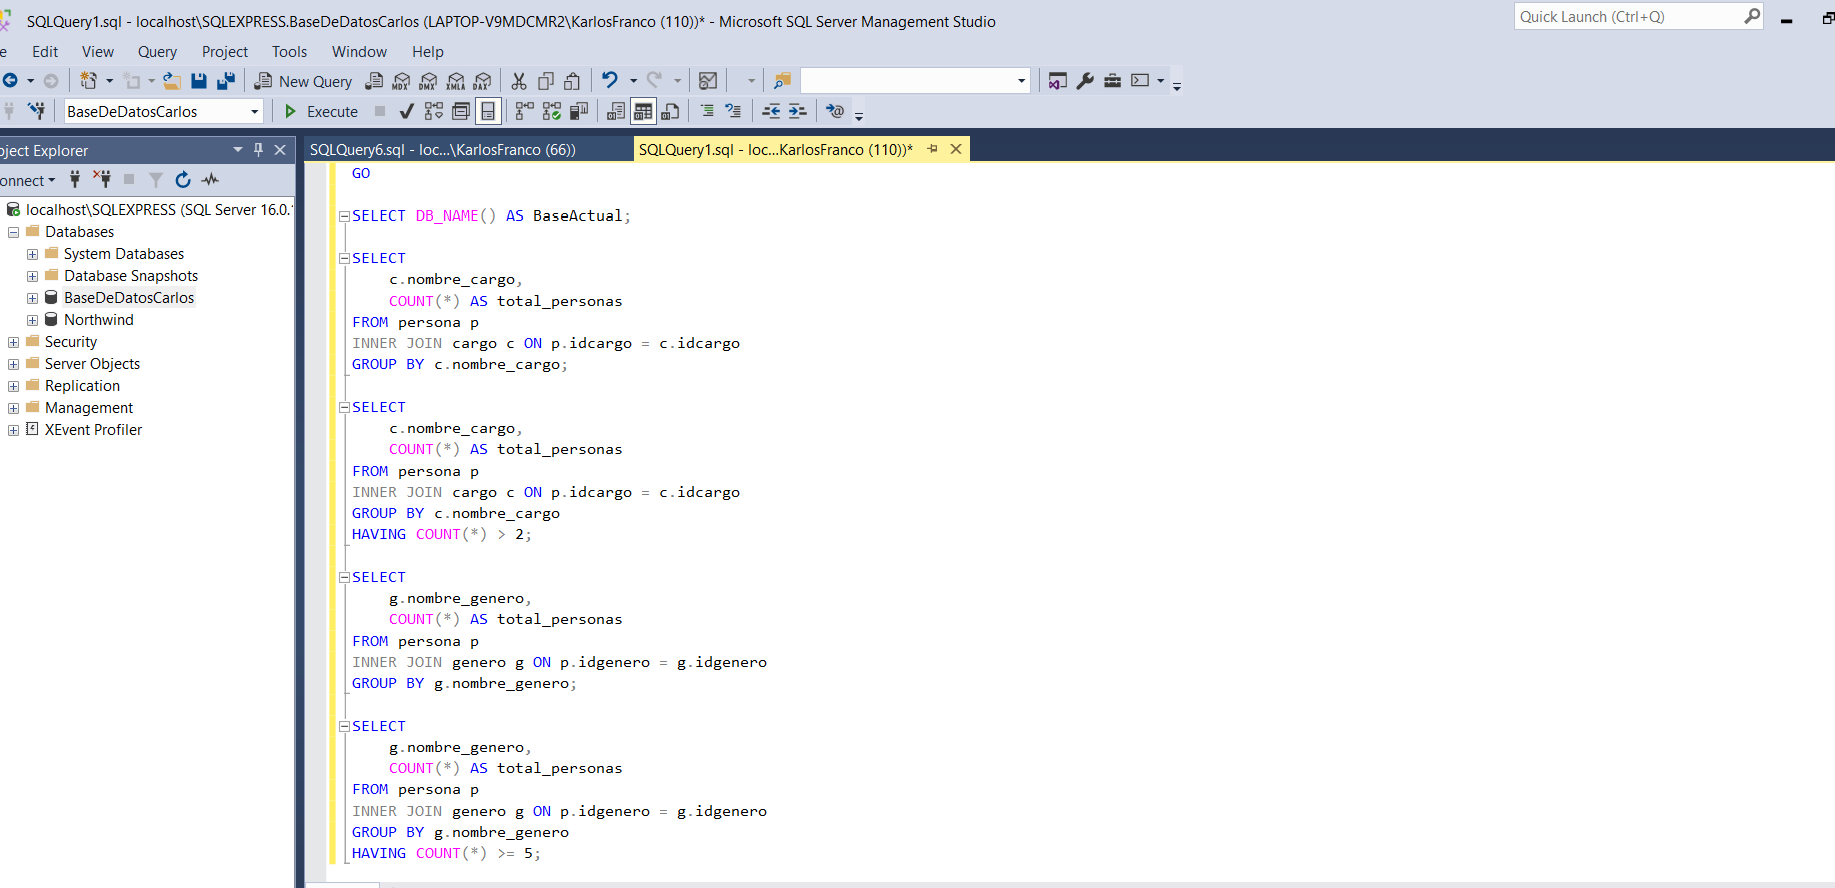 SQLQuery1.sql - localhost\SQLEXPRESS.BaseDeDatosCarlos (LAPTOP-V9MDCMR2\KarlosFranco (110))* - Microsoft SQL Server Management Studio
Quick Launch (Ctrl+Q)
e Edit View Query Project Tools Window Help
New Query MDX DMX XMLA DAX
BaseDeDatosCarlos Execute
oject Explorer
SQLQuery6.sql - loc...\KarlosFranco (66))
SQLQuery1.sql - loc...KarlosFranco (110))*
onnect
localhost\SQLEXPRESS (SQL Server 16.0.
Databases
System Databases
Database Snapshots
BaseDeDatosCarlos
Northwind
Security
Server Objects
Replication
Management
XEvent Profiler
GO
SELECT DB_NAME() AS BaseActual;
SELECT
c.nombre_cargo,
COUNT(*) AS total_personas
FROM persona p
INNER JOIN cargo c ON p.idcargo = c.idcargo
GROUP BY c.nombre_cargo;
SELECT
c.nombre_cargo,
COUNT(*) AS total_personas
FROM persona p
INNER JOIN cargo c ON p.idcargo = c.idcargo
GROUP BY c.nombre_cargo
HAVING COUNT(*) > 2;
SELECT
g.nombre_genero,
COUNT(*) AS total_personas
FROM persona p
INNER JOIN genero g ON p.idgenero = g.idgenero
GROUP BY g.nombre_genero;
SELECT
g.nombre_genero,
COUNT(*) AS total_personas
FROM persona p
INNER JOIN genero g ON p.idgenero = g.idgenero
GROUP BY g.nombre_genero
HAVING COUNT(*) >= 5;